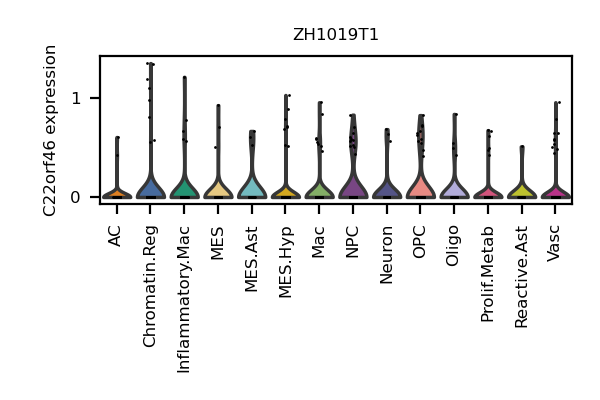 ZH1019T1
C22orf46 expression
1
0
AC
Chromatin.Reg
Inflammatory.Mac
MES
MES.Ast
MES.Hyp
Mac
NPC
Neuron
OPC
Oligo
Prolif.Metab
Reactive.Ast
Vasc